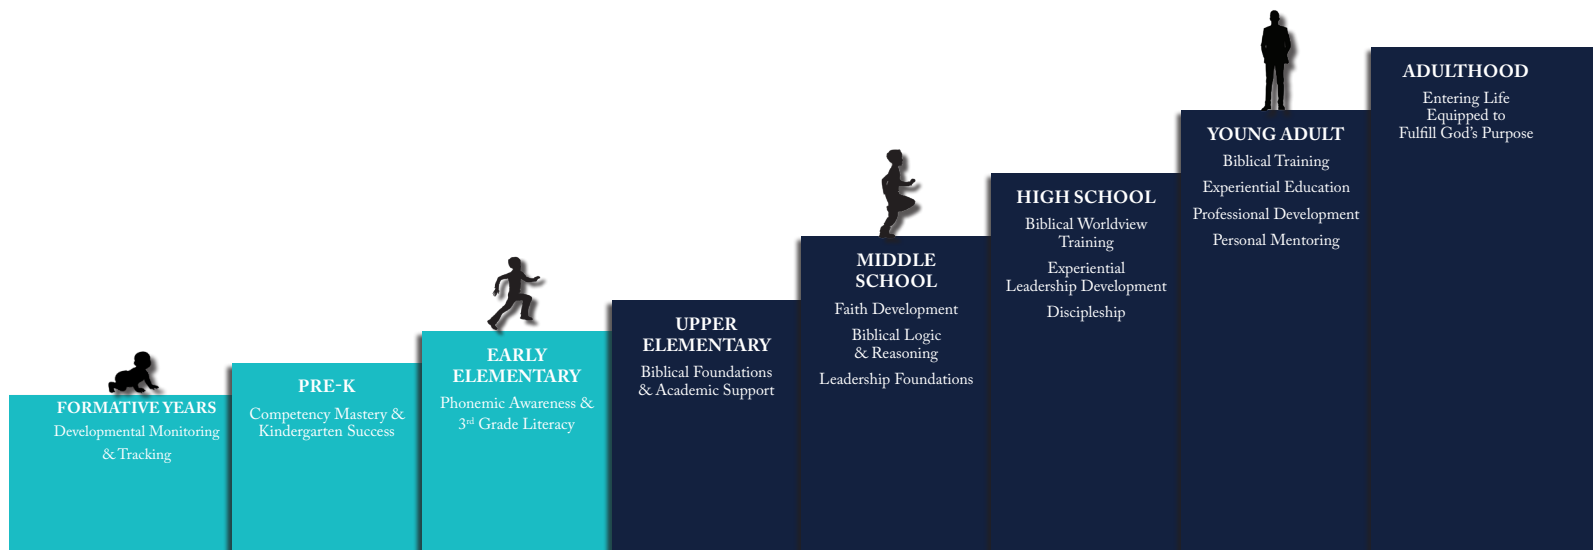 FORMATIVE YEARS
Developmental Monitoring
& Tracking
PRE-K
Competency Mastery &
Kindergarten Success
EARLY
ELEMENTARY
Phonemic Awareness &
3rd Grade Literacy
UPPER
ELEMENTARY
Biblical Foundations
& Academic Support
MIDDLE
SCHOOL
Faith Development
Biblical Logic
& Reasoning
Leadership Foundations
HIGH SCHOOL
Biblical Worldview
Training
Experiential
Leadership Development
Discipleship
YOUNG ADULT
Biblical Training
Experiential Education
Professional Development
Personal Mentoring
ADULTHOOD
Entering Life
Equipped to
Fulfill God's Purpose